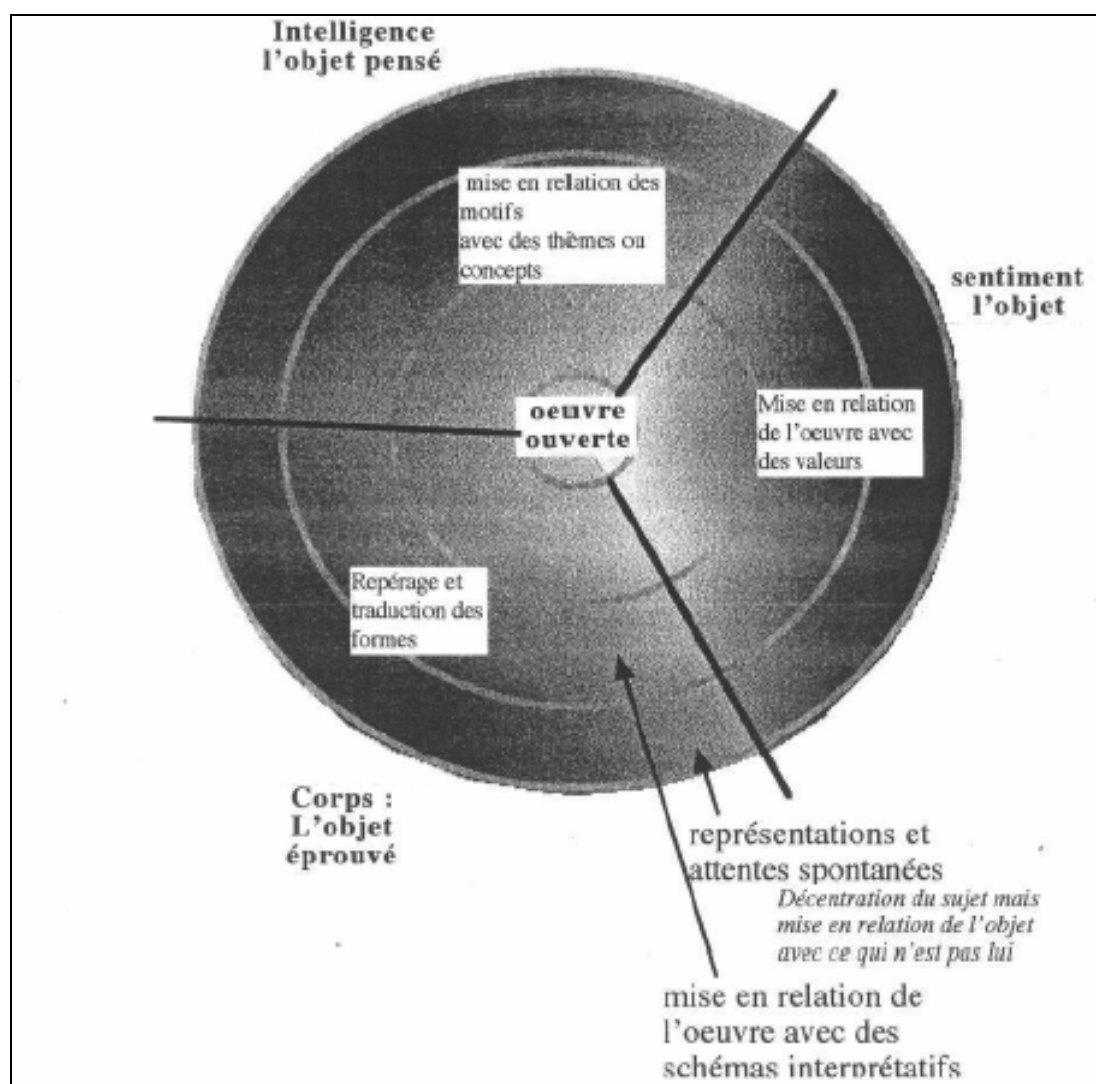 Intelligence
l'objet pensé
mise en relation des
motifs
avec des thèmes ou
concepts
sentiment
l'objet
oeuvre
ouverte
Mise en relation
de l'oeuvre avec
des valeurs
Repérage et
traduction des
formes
Corps :
L'objet
éprouvé
représentations et
attentes spontanées
Décentration du sujet mais
mise en relation de l'objet
avec ce qui n'est pas lui
mise en relation de
l'oeuvre avec des
schémas interprétatifs